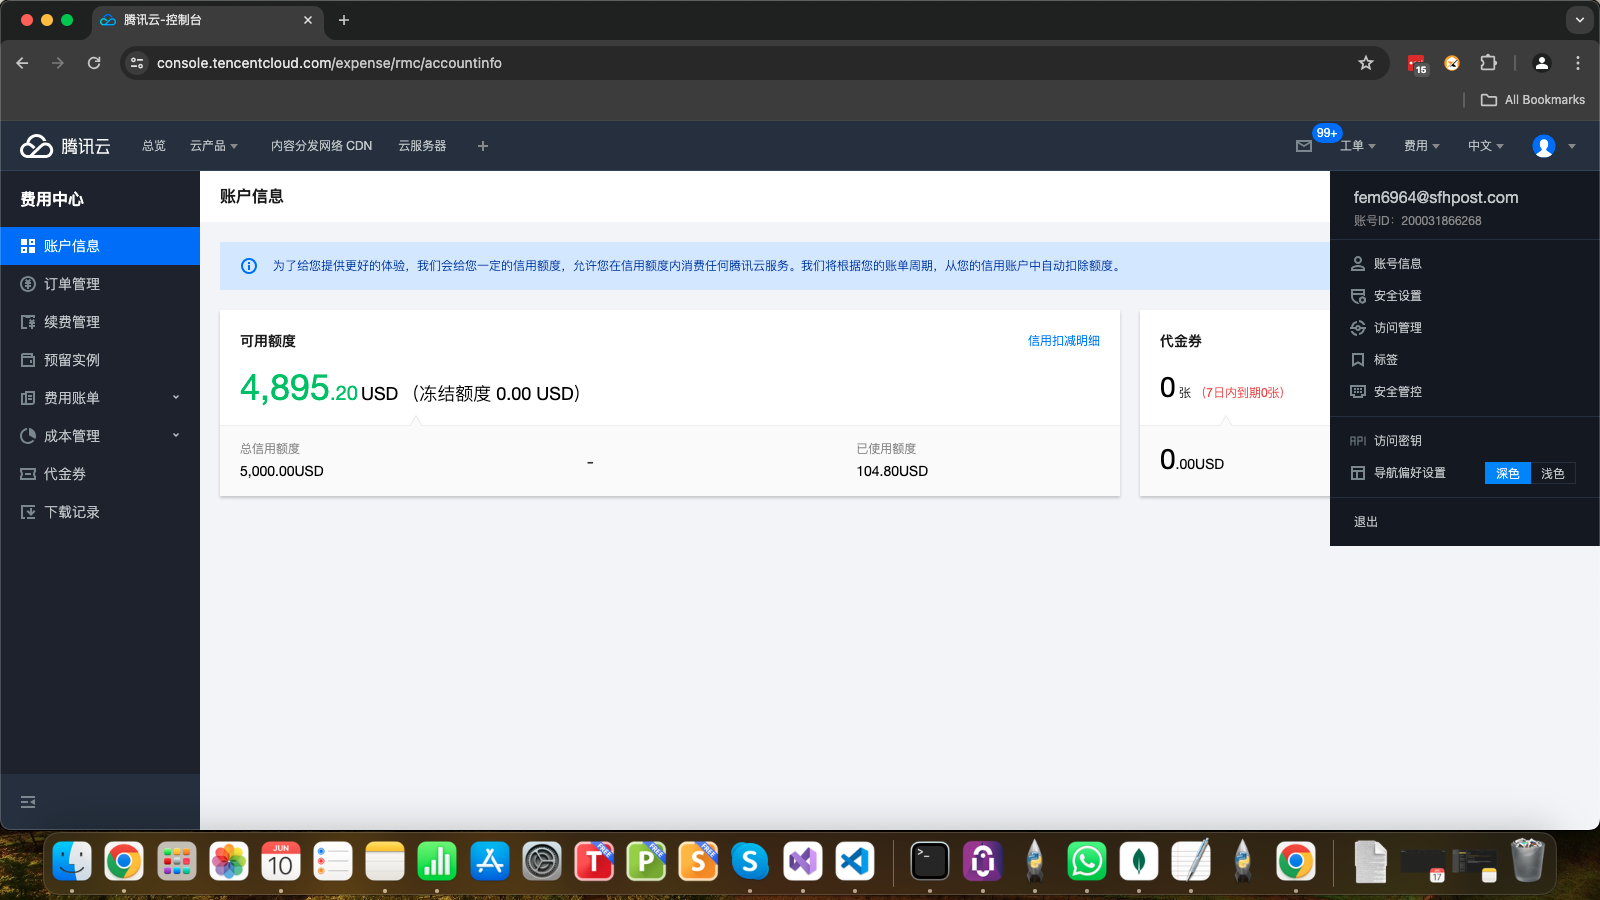 腾讯云-控制台
console.tencentcloud.com/expense/rmc/accountinfo
15
All Bookmarks
腾讯云
总览
云产品
内容分发网络 CDN
云服务器
99+
工单
费用
中文
费用中心
账户信息
订单管理
续费管理
预留实例
费用账单
成本管理
代金券
下载记录
账户信息
为了给您提供更好的体验，我们会给您一定的信用额度，允许您在信用额度内消费任何腾讯云服务。我们将根据您的账单周期，从您的信用账户中自动扣除额度。
可用额度
信用扣减明细
4,895.20 USD（冻结额度 0.00 USD）
总信用额度
5,000.00USD
-
已使用额度
104.80USD
代金券
0 张（7日内到期0张）
0.00USD
fem6964@sfhpost.com
账号ID：200031866268
账号信息
安全设置
访问管理
标签
安全管控
API 访问密钥
导航偏好设置
深色
浅色
退出
JUN
10
T
FREE
P
FREE
S
FREE
S
>_
17